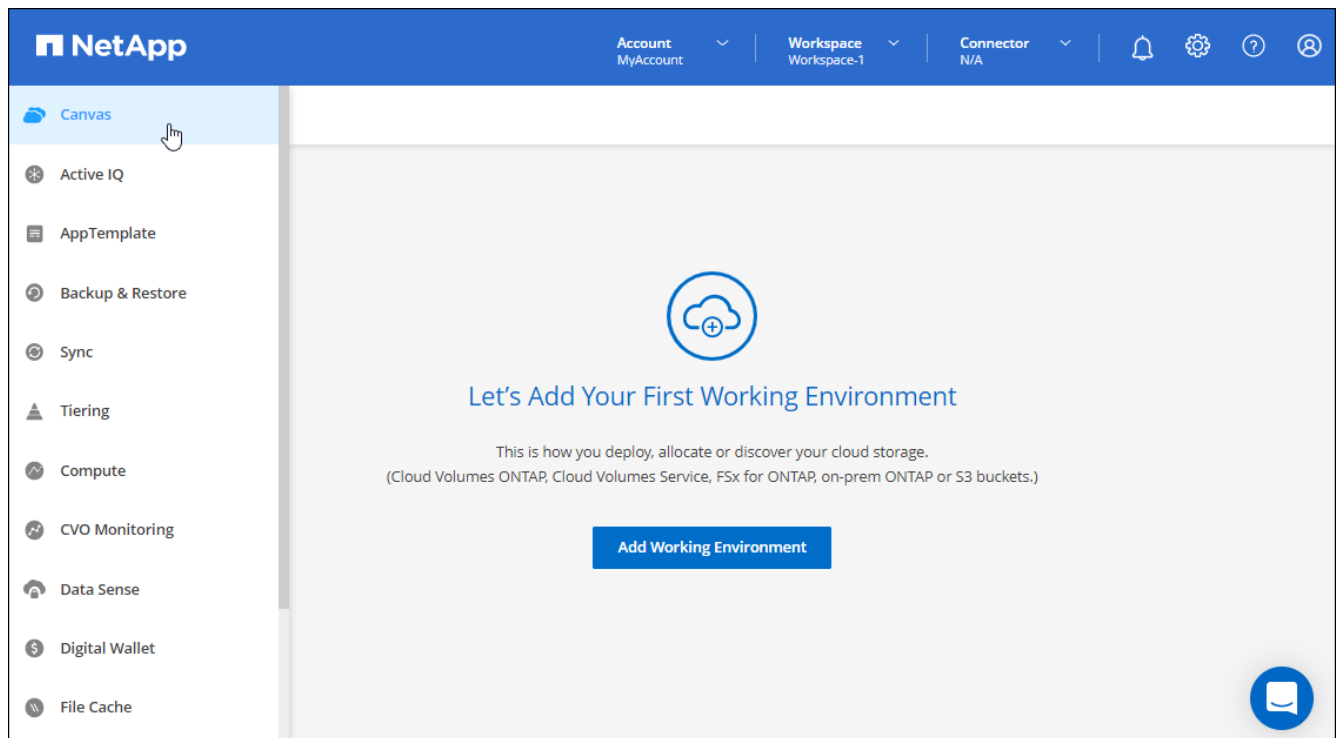 NetApp
Account
MyAccount
Workspace
Workspace-1
Connector
N/A
Canvas
Active IQ
AppTemplate
Backup & Restore
Sync
Tiering
Compute
CVO Monitoring
Data Sense
Digital Wallet
File Cache
Let's Add Your First Working Environment
This is how you deploy, allocate or discover your cloud storage.
(Cloud Volumes ONTAP, Cloud Volumes Service, FSx for ONTAP, on-prem ONTAP or S3 buckets.)
Add Working Environment